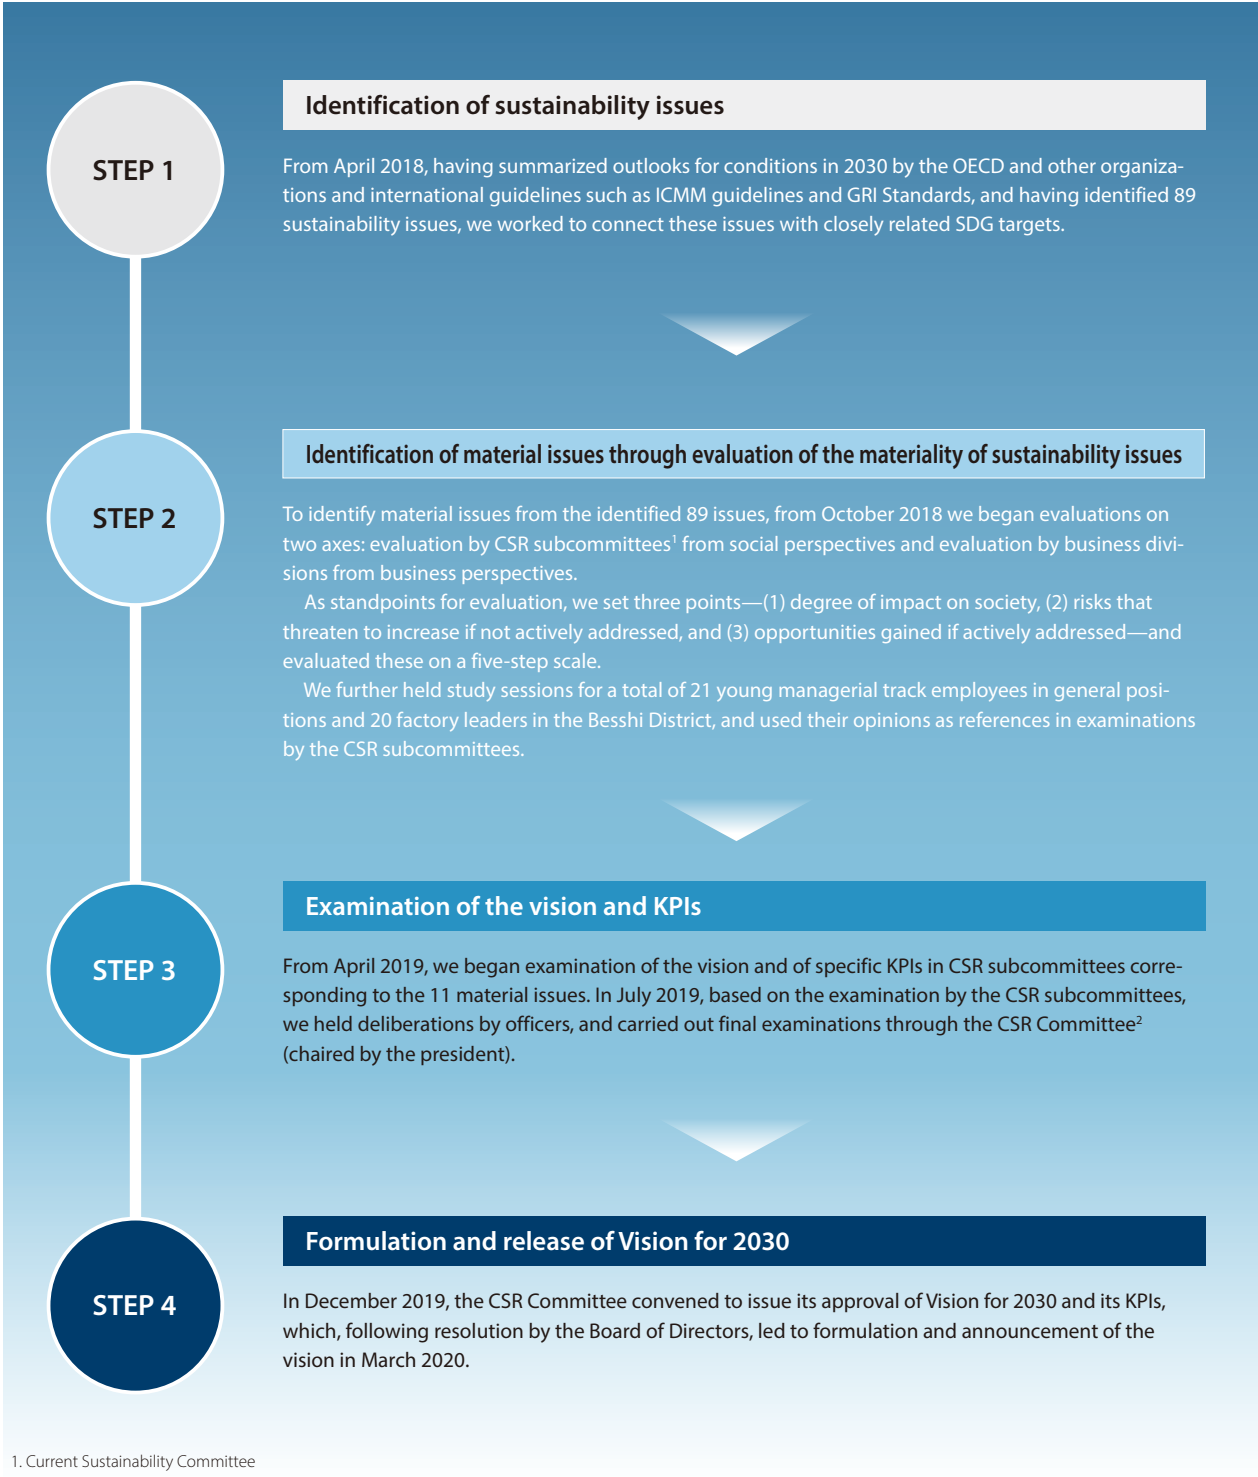 STEP 1
Identification of sustainability issues
From April 2018, having summarized outlooks for conditions in 2030 by the OECD and other organiza-
tions and international guidelines such as ICMM guidelines and GRI Standards, and having identified 89
sustainability issues, we worked to connect these issues with closely related SDG targets.
STEP 2
Identification of material issues through evaluation of the materiality of sustainability issues
To identify material issues from the identified 89 issues, from October 2018 we began evaluations on
two axes: evaluation by CSR subcommittees¹ from social perspectives and evaluation by business divi-
sions from business perspectives.
As standpoints for evaluation, we set three points—(1) degree of impact on society, (2) risks that
threaten to increase if not actively addressed, and (3) opportunities gained if actively addressed—and
evaluated these on a five-step scale.
We further held study sessions for a total of 21 young managerial track employees in general posi-
tions and 20 factory leaders in the Besshi District, and used their opinions as references in examinations
by the CSR subcommittees.
STEP 3
Examination of the vision and KPIs
From April 2019, we began examination of the vision and of specific KPIs in CSR subcommittees corre-
sponding to the 11 material issues. In July 2019, based on the examination by the CSR subcommittees,
we held deliberations by officers, and carried out final examinations through the CSR Committee²
(chaired by the president).
STEP 4
Formulation and release of Vision for 2030
In December 2019, the CSR Committee convened to issue its approval of Vision for 2030 and its KPIs,
which, following resolution by the Board of Directors, led to formulation and announcement of the
vision in March 2020.
1. Current Sustainability Committee